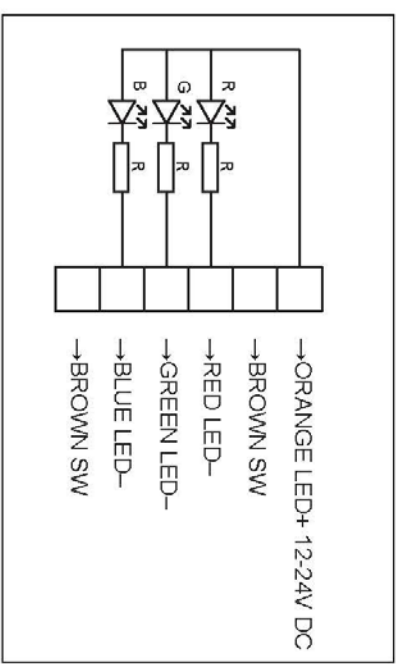 B
G
R
R
R
R
→ORANGE LED+ 12-24V DC
→BROWN SW
→RED LED-
→GREEN LED-
→BLUE LED-
→BROWN SW